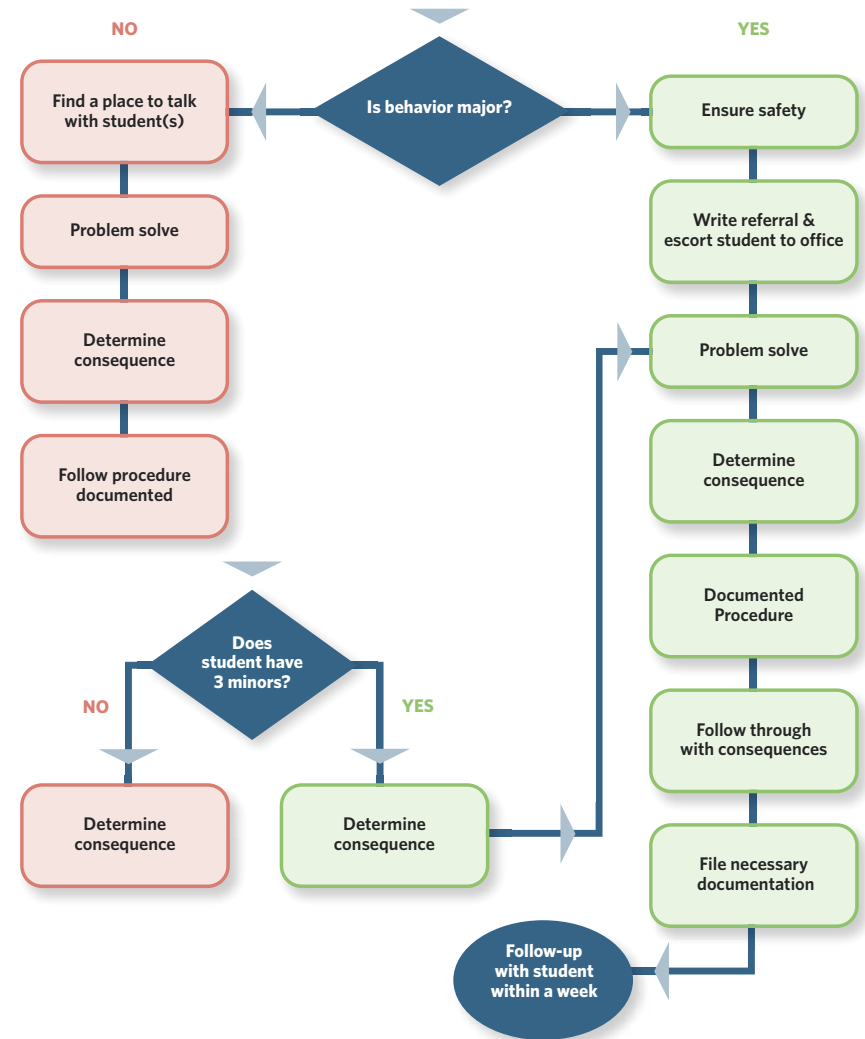 NO
YES
Is behavior major?
Find a place to talk
with student(s)
Problem solve
Determine
consequence
Follow procedure
documented
Ensure safety
Write referral &
escort student to office
Problem solve
Determine
consequence
Documented
Procedure
Follow through
with consequences
File necessary
documentation
Does
student have
3 minors?
NO
YES
Determine
consequence
Determine
consequence
Follow-up
with student
within a week